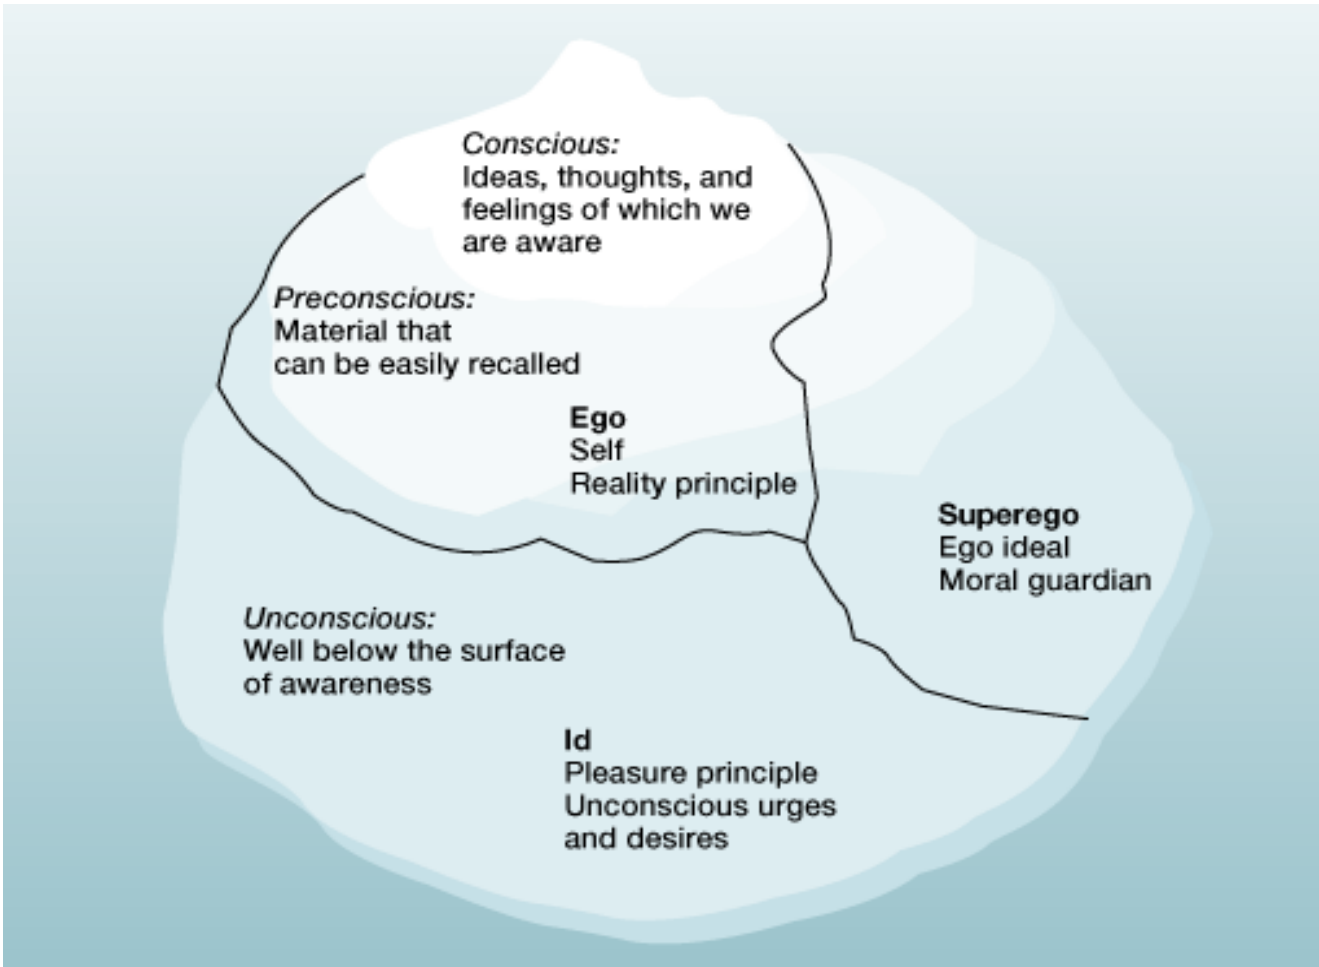 Conscious:
Ideas, thoughts, and
feelings of which we
are aware
Preconscious:
Material that
can be easily recalled
Ego
Self
Reality principle
Superego
Ego ideal
Moral guardian
Unconscious:
Well below the surface
of awareness
Id
Pleasure principle
Unconscious urges
and desires